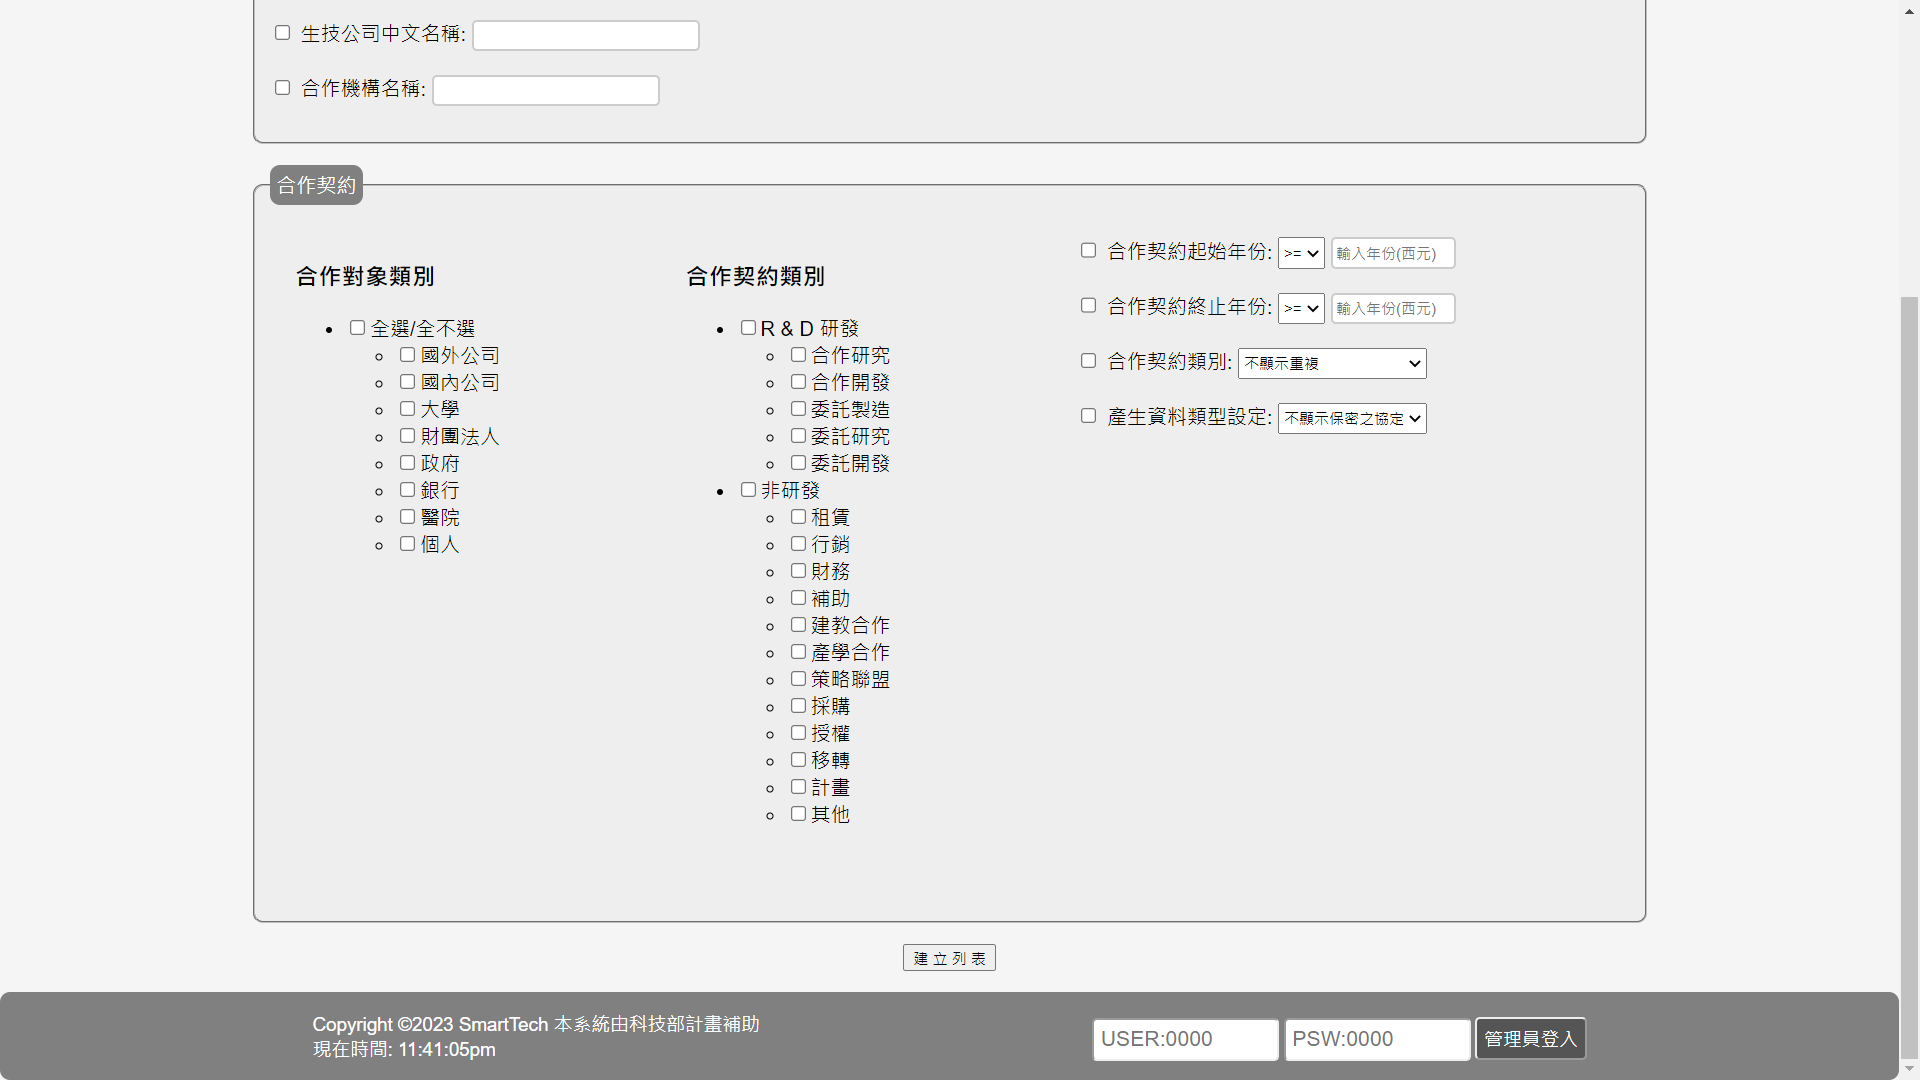 生技公司中文名稱:
合作機構名稱:
合作契約
合作對象類別
全選/全不選
國外公司
國內公司
大學
財團法人
政府
銀行
醫院
個人
合作契約類別
R & D 研發
合作研究
合作開發
委託製造
委託研究
委託開發
非研發
租賃
行銷
財務
補助
建教合作
產學合作
策略聯盟
採購
授權
移轉
計畫
其他
合作契約起始年份: >= 輸入年份(西元)
合作契約終止年份: >= 輸入年份(西元)
合作契約類別: 不顯示重複
產生資料類型設定: 不顯示保密之協定
建 立 列 表
Copyright ©2023 SmartTech 本系統由科技部計畫補助
現在時間: 11:41:05pm
USER:0000 PSW:0000 管理員登入